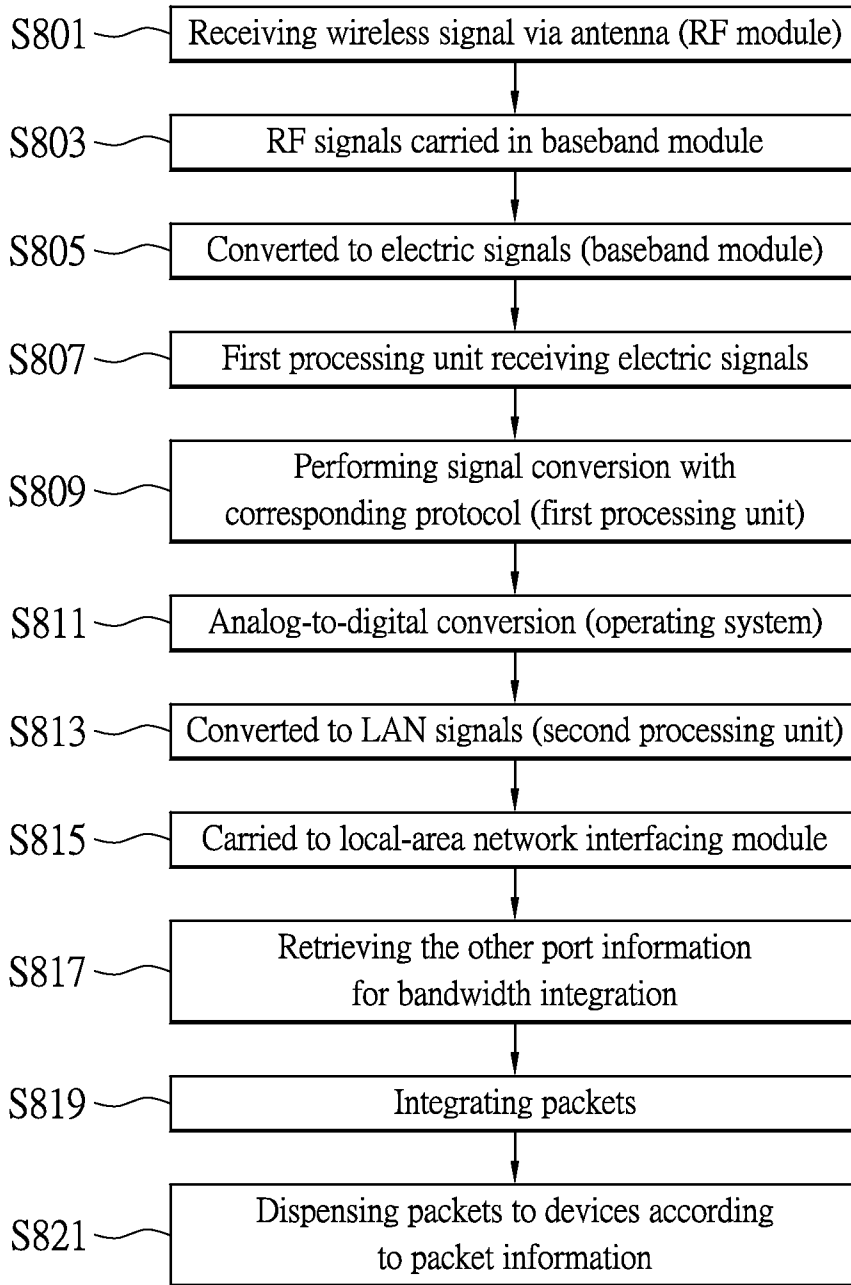 S801
Receiving wireless signal via antenna (RF module)
S803
RF signals carried in baseband module
S805
Converted to electric signals (baseband module)
S807
First processing unit receiving electric signals
S809
Performing signal conversion with
corresponding protocol (first processing unit)
S811
Analog-to-digital conversion (operating system)
S813
Converted to LAN signals (second processing unit)
S815
Carried to local-area network interfacing module
S817
Retrieving the other port information
for bandwidth integration
S819
Integrating packets
S821
Dispensing packets to devices according
to packet information